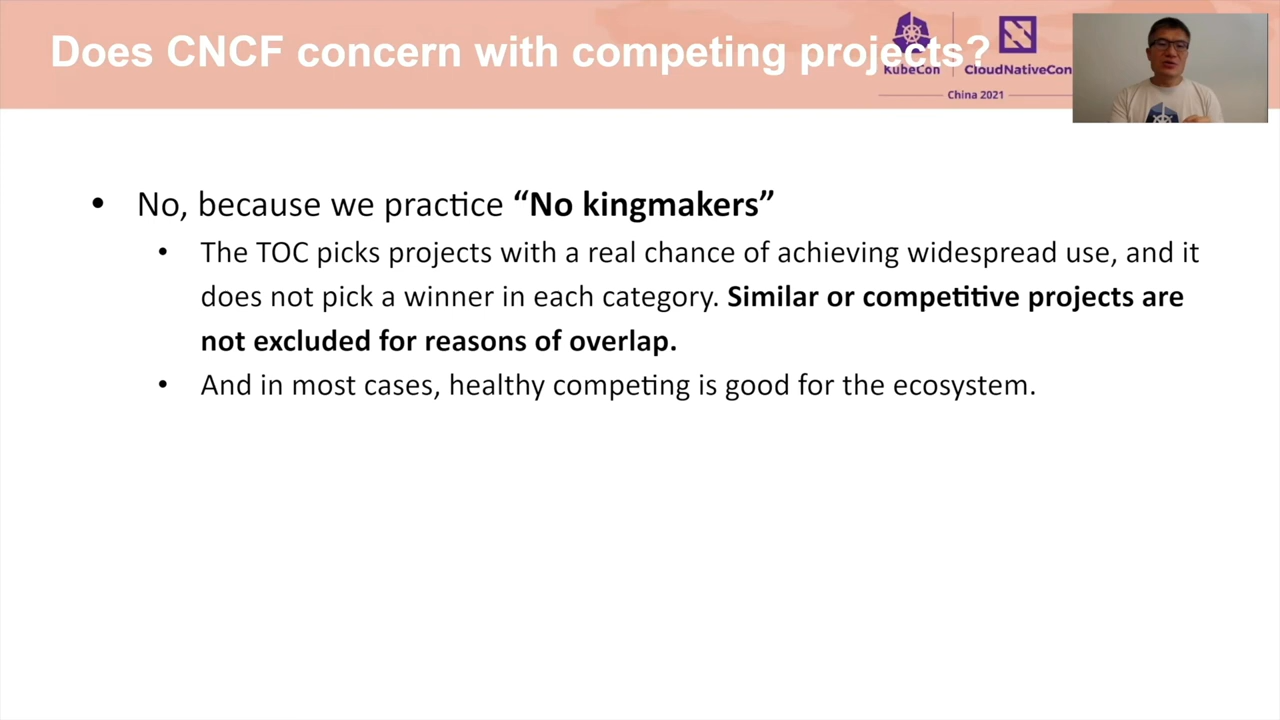 Does CNCF concern with competing projects?
KubeCon
CloudNativeCon
China 2021
• No, because we practice “No kingmakers”
• The TOC picks projects with a real chance of achieving widespread use, and it
does not pick a winner in each category. Similar or competitive projects are
not excluded for reasons of overlap.
• And in most cases, healthy competing is good for the ecosystem.